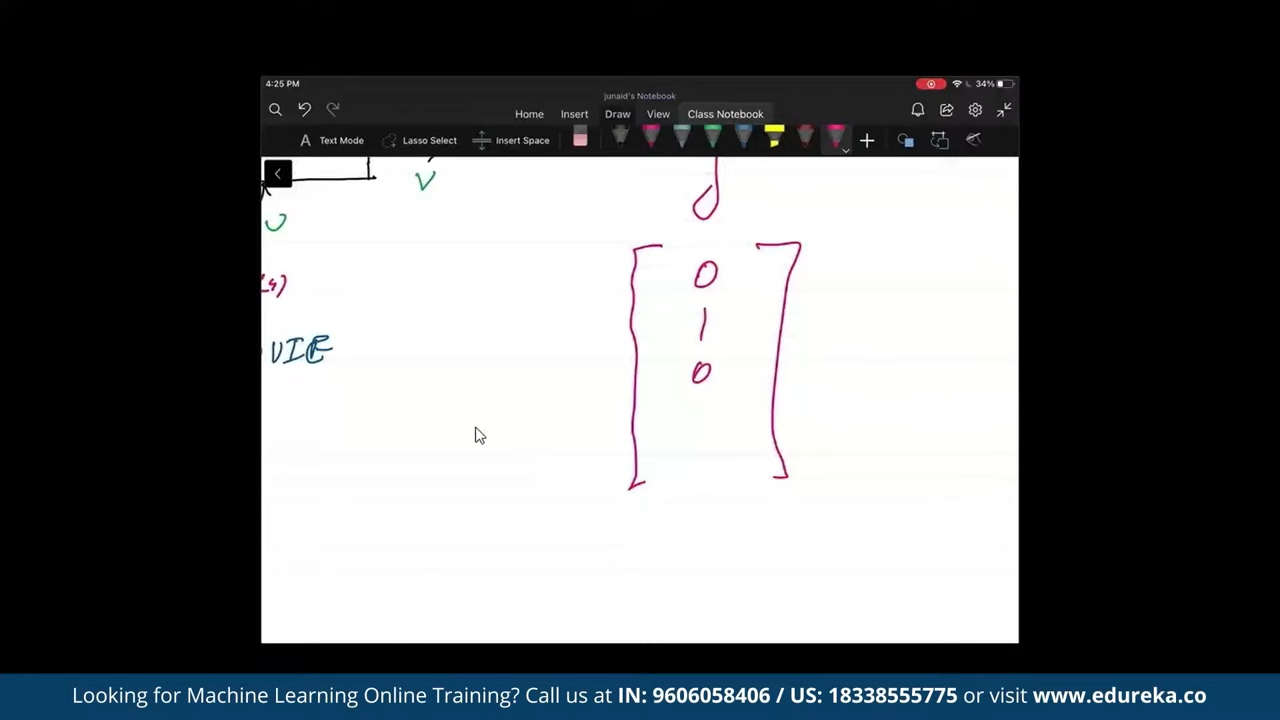 4:25 PM
34%
junaid's Notebook
Home Insert Draw View Class Notebook
Text Mode Lasso Select Insert Space
V
U
d
0
1
0
VIE
Looking for Machine Learning Online Training? Call us at IN: 9606058406 / US: 18338555775 or visit www.edureka.co